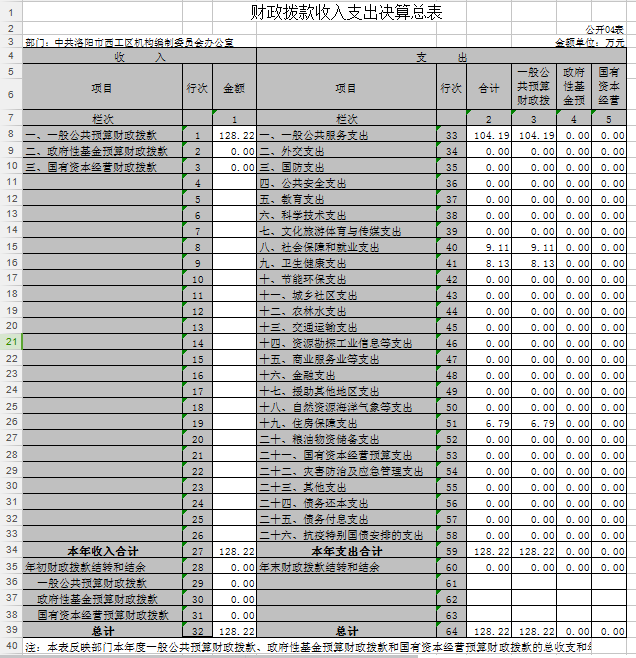 1 财政拨款收入支出决算总表
2 公开04表
3 部门：中共洛阳市西工区机构编制委员会办公室 金额单位：万元
4 收 入 支 出
5 项目 行次 金额 项目 行次 合计 一般公共预算财政拨 政府性基金预 国有资本经营
6
7 栏次 1 栏次 2 3 4 5
8 一、一般公共预算财政拨款 1 128.22 一、一般公共服务支出 33 104.19 104.19 0.00 0.00
9 二、政府性基金预算财政拨款 2 0.00 二、外交支出 34 0.00 0.00 0.00 0.00
10 三、国有资本经营财政拨款 3 0.00 三、国防支出 35 0.00 0.00 0.00 0.00
11 4 四、公共安全支出 36 0.00 0.00 0.00 0.00
12 5 五、教育支出 37 0.00 0.00 0.00 0.00
13 6 六、科学技术支出 38 0.00 0.00 0.00 0.00
14 7 七、文化旅游体育与传媒支出 39 0.00 0.00 0.00 0.00
15 8 八、社会保障和就业支出 40 9.11 9.11 0.00 0.00
16 9 九、卫生健康支出 41 8.13 8.13 0.00 0.00
17 10 十、节能环保支出 42 0.00 0.00 0.00 0.00
18 11 十一、城乡社区支出 43 0.00 0.00 0.00 0.00
19 12 十二、农林水支出 44 0.00 0.00 0.00 0.00
20 13 十三、交通运输支出 45 0.00 0.00 0.00 0.00
21 14 十四、资源勘探工业信息等支出 46 0.00 0.00 0.00 0.00
22 15 十五、商业服务业等支出 47 0.00 0.00 0.00 0.00
23 16 十六、金融支出 48 0.00 0.00 0.00 0.00
24 17 十七、援助其他地区支出 49 0.00 0.00 0.00 0.00
25 18 十八、自然资源海洋气象等支出 50 0.00 0.00 0.00 0.00
26 19 十九、住房保障支出 51 6.79 6.79 0.00 0.00
27 20 二十、粮油物资储备支出 52 0.00 0.00 0.00 0.00
28 21 二十一、国有资本经营预算支出 53 0.00 0.00 0.00 0.00
29 22 二十二、灾害防治及应急管理支出 54 0.00 0.00 0.00 0.00
30 23 二十三、其他支出 55 0.00 0.00 0.00 0.00
31 24 二十四、债务还本支出 56 0.00 0.00 0.00 0.00
32 25 二十五、债务付息支出 57 0.00 0.00 0.00 0.00
33 26 二十六、抗疫特别国债安排的支出 58 0.00 0.00 0.00 0.00
34 本年收入合计 27 128.22 本年支出合计 59 128.22 128.22 0.00 0.00
35 年初财政拨款结转和结余 28 0.00 年末财政拨款结转和结余 60 0.00 0.00 0.00 0.00
36 一般公共预算财政拨款 29 0.00 61
37 政府性基金预算财政拨款 30 0.00 62
38 国有资本经营预算财政拨款 31 0.00 63
39 总计 32 128.22 总计 64 128.22 128.22 0.00 0.00
40 注：本表反映部门本年度一般公共预算财政拨款、政府性基金预算财政拨款和国有资本经营预算财政拨款的总收支和